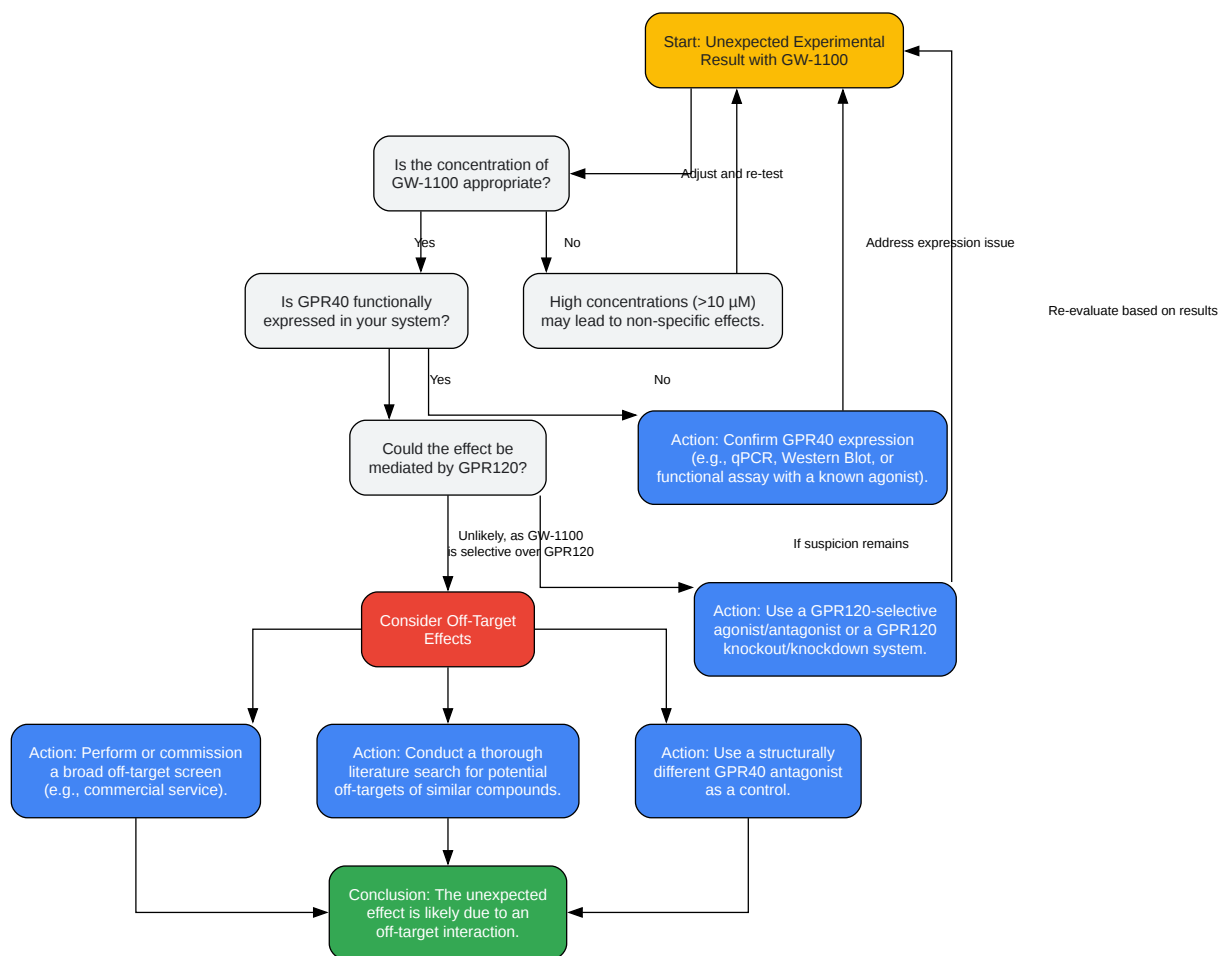 Start: Unexpected Experimental
Result with GW-1100
Is the concentration of
GW-1100 appropriate?
Adjust and re-test
Yes
No
Address expression issue
Is GPR40 functionally
expressed in your system?
High concentrations (>10 µM)
may lead to non-specific effects.
Re-evaluate based on results
Yes
No
Could the effect be
mediated by GPR120?
Action: Confirm GPR40 expression
(e.g., qPCR, Western Blot, or
functional assay with a known agonist).
Unlikely, as GW-1100
is selective over GPR120
If suspicion remains
Consider Off-Target
Effects
Action: Use a GPR120-selective
agonist/antagonist or a GPR120
knockout/knockdown system.
Action: Perform or commission
a broad off-target screen
(e.g., commercial service).
Action: Conduct a thorough
literature search for potential
off-targets of similar compounds.
Action: Use a structurally
different GPR40 antagonist
as a control.
Conclusion: The unexpected
effect is likely due to an
off-target interaction.